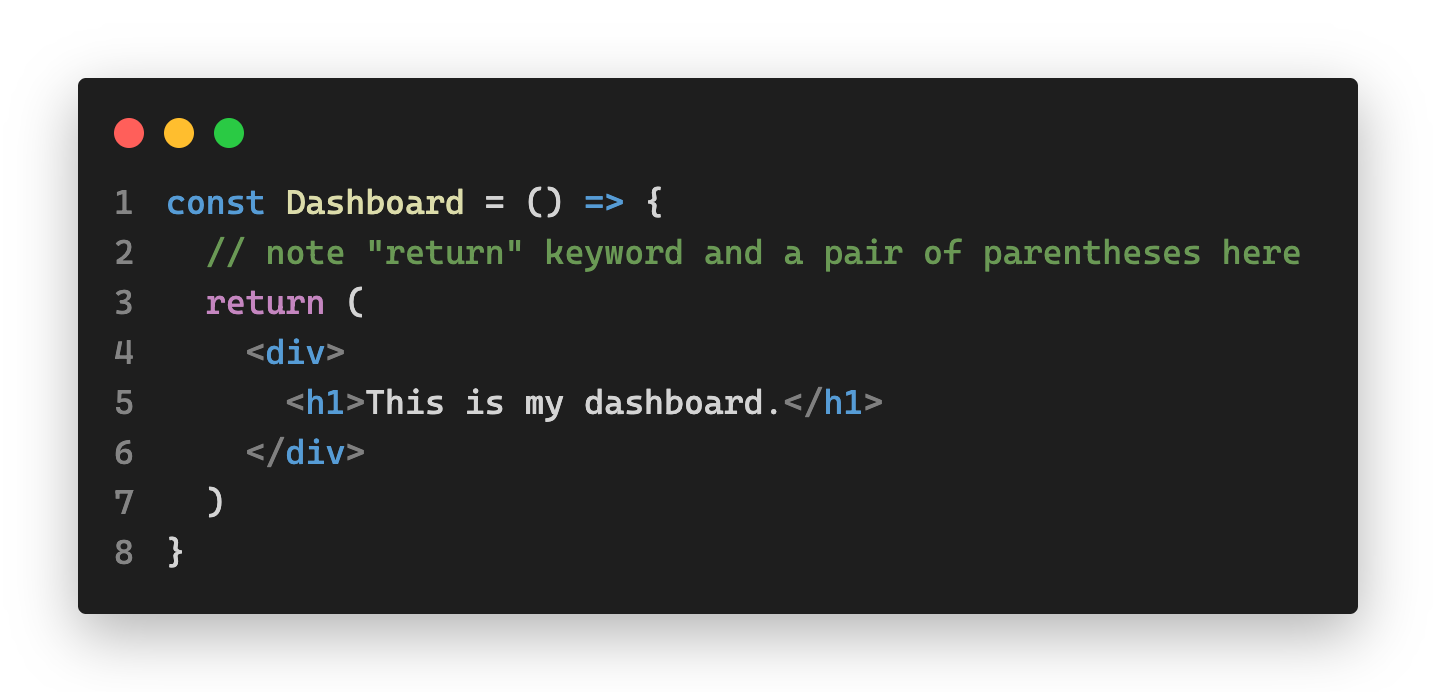 1 const Dashboard = () => {
2   // note "return" keyword and a pair of parentheses here
3   return (
4     <div>
5       <h1>This is my dashboard.</h1>
6     </div>
7   )
8 }